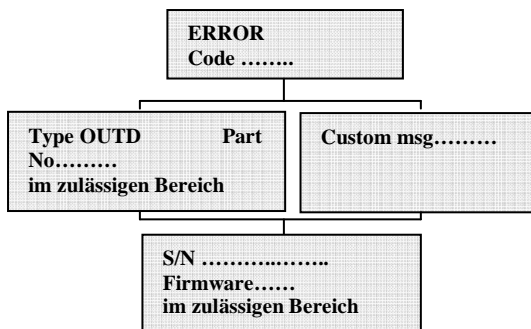 ERROR
Code ……..
Type OUTD Part
No………
im zulässigen Bereich
Custom msg………
S/N ………..……..
Firmware……
im zulässigen Bereich